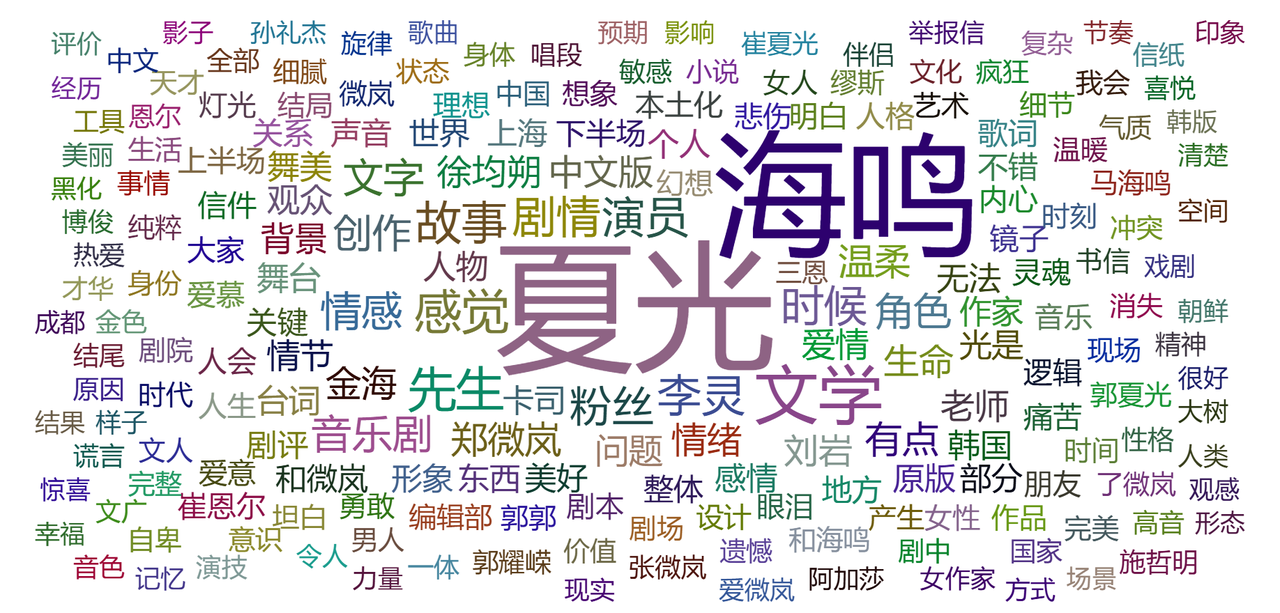 评价 影子 孙礼杰 旋律 歌曲 身体 唱段 预期 影响 崔夏光 伴侣 举报信 复杂 节奏 信纸 印象
中文 全部
经历 天才 细腻 状态 敏感 小说 女人 缪斯 文化 疯狂 我会 喜悦
工具 恩尔 灯光 结局 微岚 理想 中国 想象 本土化 悲伤 明白 人格 艺术 细节 气质 韩版
美丽 生活 上半场 关系 声音 世界 上海 下半场 个人 海鸣 歌词 温暖 清楚
黑化 事情 舞美 文字 徐均朔 中文版 幻想 不错 马海鸣
博俊 纯粹 信件 观众 内心 时刻 冲突 空间
热爱 大家 背景 创作 故事 剧情 演员 镜子
才华 身份 爱慕 舞台 人物 夏光 三恩 温柔 无法 灵魂 书信 戏剧
成都 金色 关键 情感 感觉 时候 角色 作家 音乐 消失 朝鲜
结尾 剧院 人会 情节 爱情 生命 光是 现场 精神
原因 时代 金海 先生 卡司 粉丝 李灵 文学 逻辑 郭夏光 很好
结果 样子 人生 台词 老师 痛苦 大树
谎言 文人 剧评 音乐剧 郑微岚 问题 情绪 刘岩 有点 韩国 时间 性格 人类
惊喜 完整 爱意 和微岚 形象 东西 美好 整体 感情 地方 原版 部分 朋友 了微岚 观感
幸福 文广 崔恩尔 坦白 勇敢 编辑部 郭郭 剧本 剧场 设计 眼泪 产生 女性 作品 完美 高音 形态
自卑 意识
音色 记忆 演技 令人 男人 一体 郭耀嵘 价值 张微岚 遗憾 和海鸣 剧中 国家 施哲明
力量 现实 爱微岚 阿加莎 女作家 方式 场景